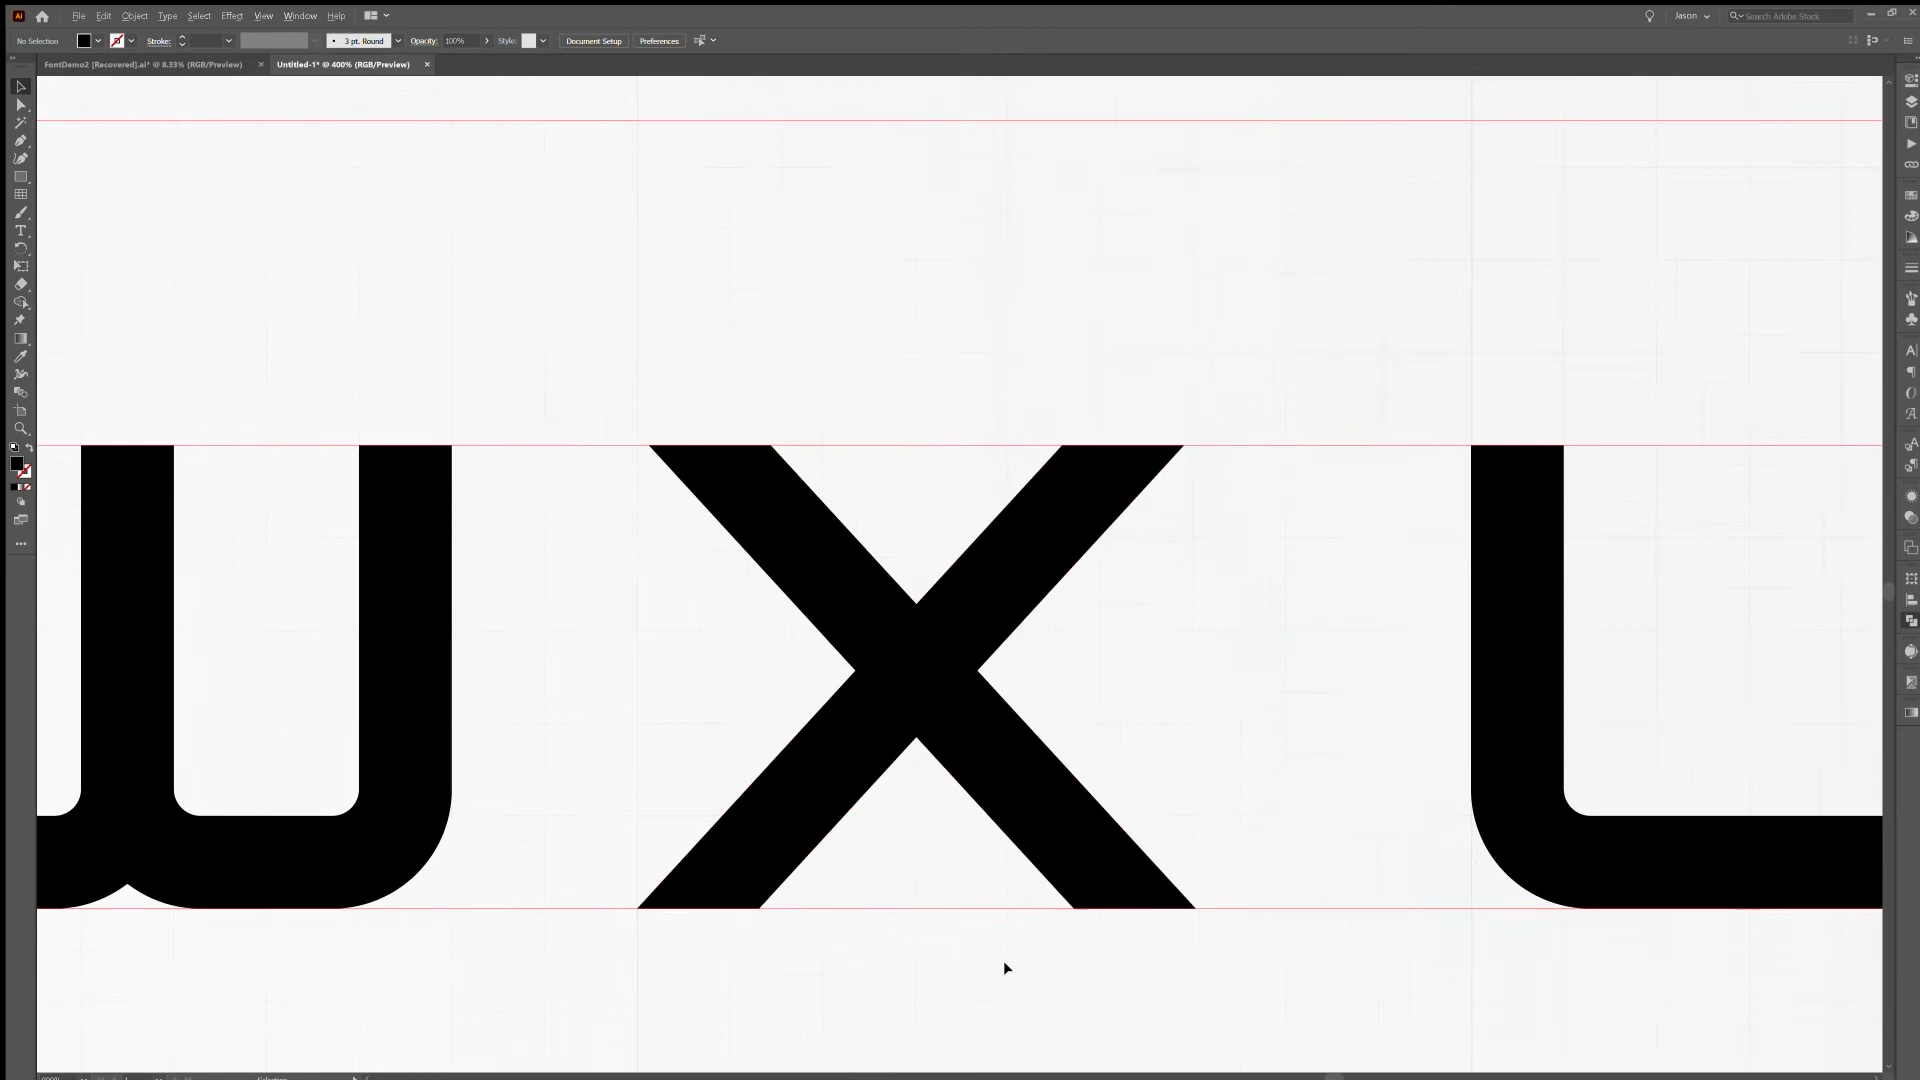 Ai File Edit Object Type Select Effect View Window Help Jason Search Adobe Stock
No Selection Stroke: 3 pt. Round Opacity: 100% Style: Document Setup Preferences
FontDemo2 [Recovered].ai* @ 8.33% (RGB/Preview) × Untitled-1* @ 400% (RGB/Preview) ×
w x